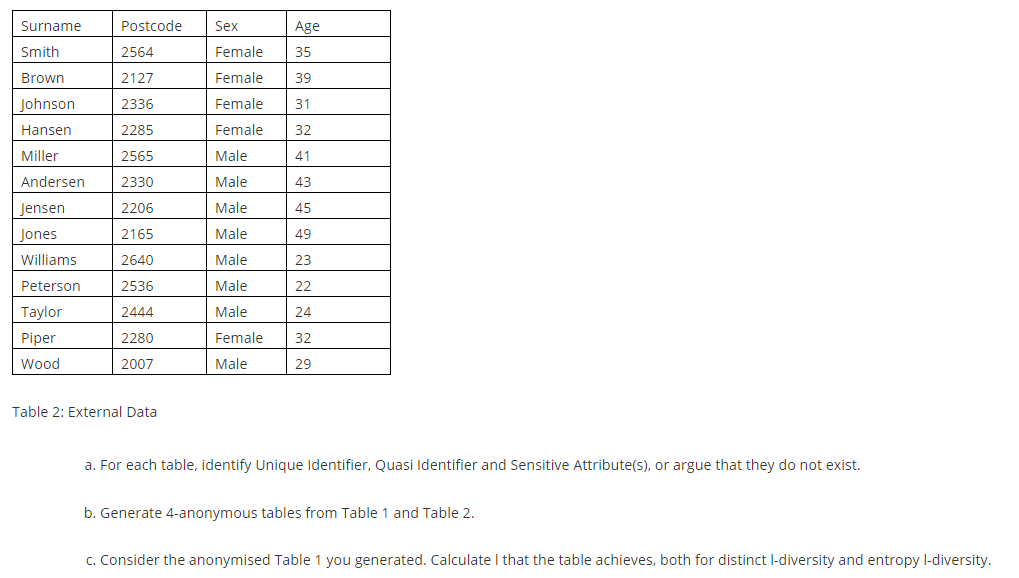 Surname Postcode Sex Age
Smith 2564 Female 35
Brown 2127 Female 39
Johnson 2336 Female 31
Hansen 2285 Female 32
Miller 2565 Male 41
Andersen 2330 Male 43
Jensen 2206 Male 45
Jones 2165 Male 49
Williams 2640 Male 23
Peterson 2536 Male 22
Taylor 2444 Male 24
Piper 2280 Female 32
Wood 2007 Male 29
Table 2: External Data
a. For each table, identify Unique Identifier, Quasi Identifier and Sensitive Attribute(s), or argue that they do not exist.
b. Generate 4-anonymous tables from Table 1 and Table 2.
c. Consider the anonymised Table 1 you generated. Calculate l that the table achieves, both for distinct l-diversity and entropy l-diversity.